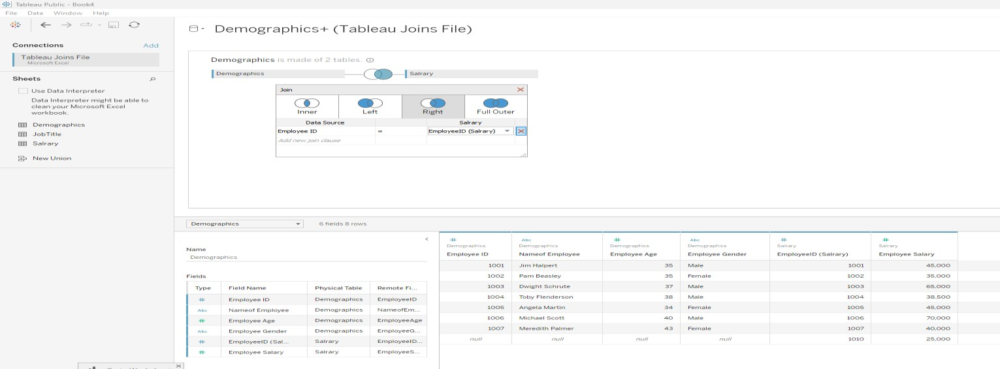 Tableau Public - Book4
File Data Window Help
Connections Add
Tableau Joins File
Microsoft Excel
Sheets
Use Data Interpreter
Data Interpreter might be able to
clean your Microsoft Excel
workbook.
Demographics
JobTitle
Salrary
New Union
Demographics+ (Tableau Joins File)
Demographics is made of 2 tables.
Demographics Salrary
Join
Inner Left Right Full Outer
Data Source Salrary
Employee ID = EmployeeID (Salrary)
Add new join clause
Demographics 6 fields 8 rows
Name
Demographics
Fields
Type Field Name Physical Table Remote Fi...
# Employee ID Demographics EmployeeID
Abc Nameof Employee Demographics NameofEm...
# Employee Age Demographics EmployeeAge
Abc Employee Gender Demographics EmployeeG...
# EmployeeID (Sal... Salrary EmployeeID...
# Employee Salary Salrary EmployeeS...
# Abc # Abc # #
Demographics Demographics Demographics Demographics Salrary Salrary
Employee ID Nameof Employee Employee Age Employee Gender EmployeeID (Salrary) Employee Salary
1001 Jim Halpert 35 Male 1001 45,000
1002 Pam Beasley 35 Female 1002 35,000
1003 Dwight Schrute 37 Male 1003 65,000
1004 Toby Flenderson 38 Male 1004 38,500
1005 Angela Martin 34 Female 1005 45,000
1006 Michael Scott 40 Male 1006 70,000
1007 Meredith Palmer 43 Female 1007 40,000
null null null null 1010 25,000